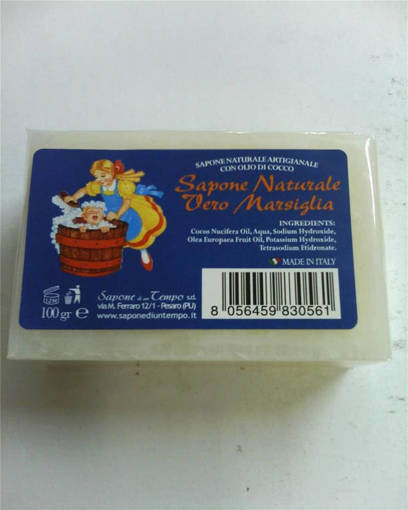 SAPONE NATURALE ARTIGIANALE
CON OLIO DI COCCO
Sapone Naturale
Vero Marsiglia
INGREDIENTS:
Cocos Nucifera Oil, Aqua, Sodium Hydroxide,
Olea Europaea Fruit Oil, Potassium Hydroxide,
Tetrasodium Etidronate.
MADE IN ITALY
Sapone di un Tempo srl
via M. Ferraro 12/1 - Pesaro (PU)
www.saponediuntempo.it
100 gr e
8 056459 830561